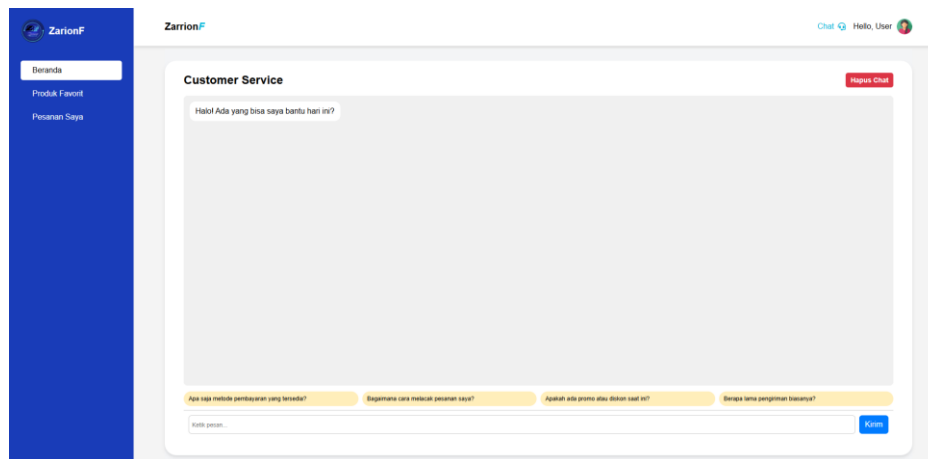 ZarionF
ZarrionF
Chat
Hello, User
Beranda
Produk Favorit
Pesanan Saya
Customer Service
Hapus Chat
Halo! Ada yang bisa saya bantu hari ini?
Apa saja metode pembayaran yang tersedia?
Bagaimana cara melacak pesanan saya?
Apakah ada promo atau diskon saat ini?
Berapa lama pengiriman biasanya?
Ketik pesan...
Kirim